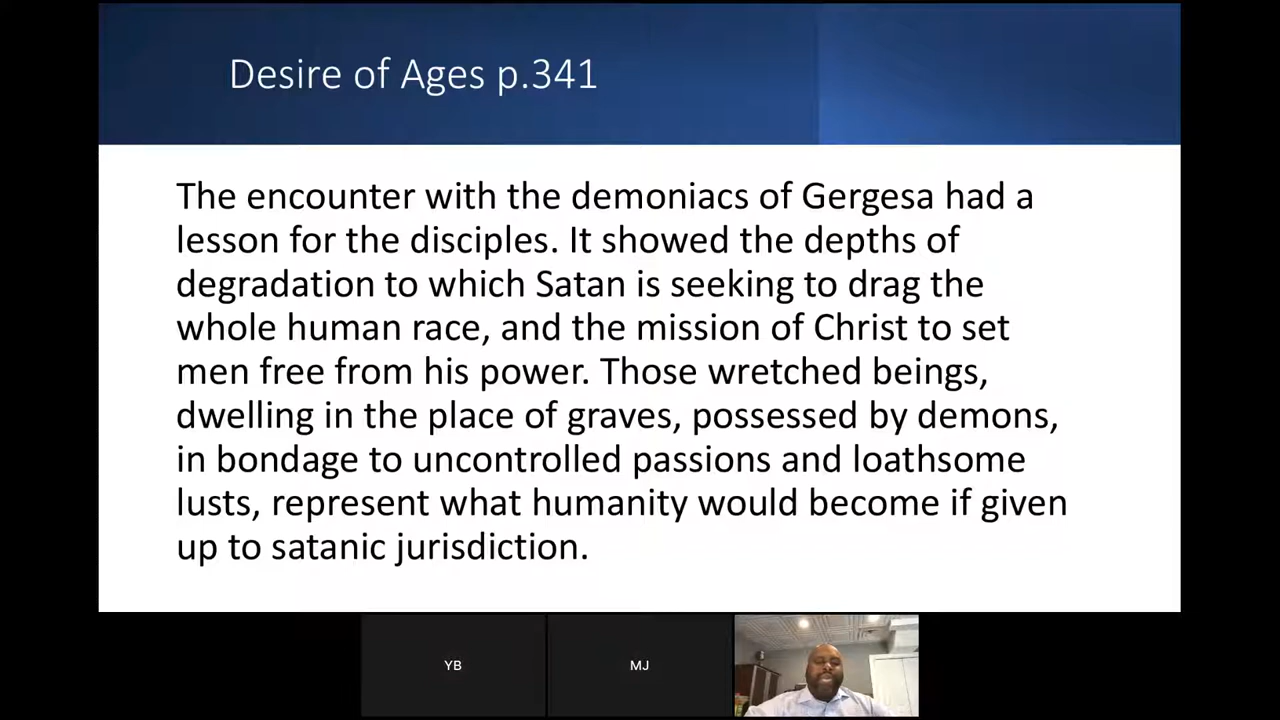 Desire of Ages p.341
The encounter with the demoniacs of Gergesa had a
lesson for the disciples. It showed the depths of
degradation to which Satan is seeking to drag the
whole human race, and the mission of Christ to set
men free from his power. Those wretched beings,
dwelling in the place of graves, possessed by demons,
in bondage to uncontrolled passions and loathsome
lusts, represent what humanity would become if given
up to satanic jurisdiction.
YB
MJ